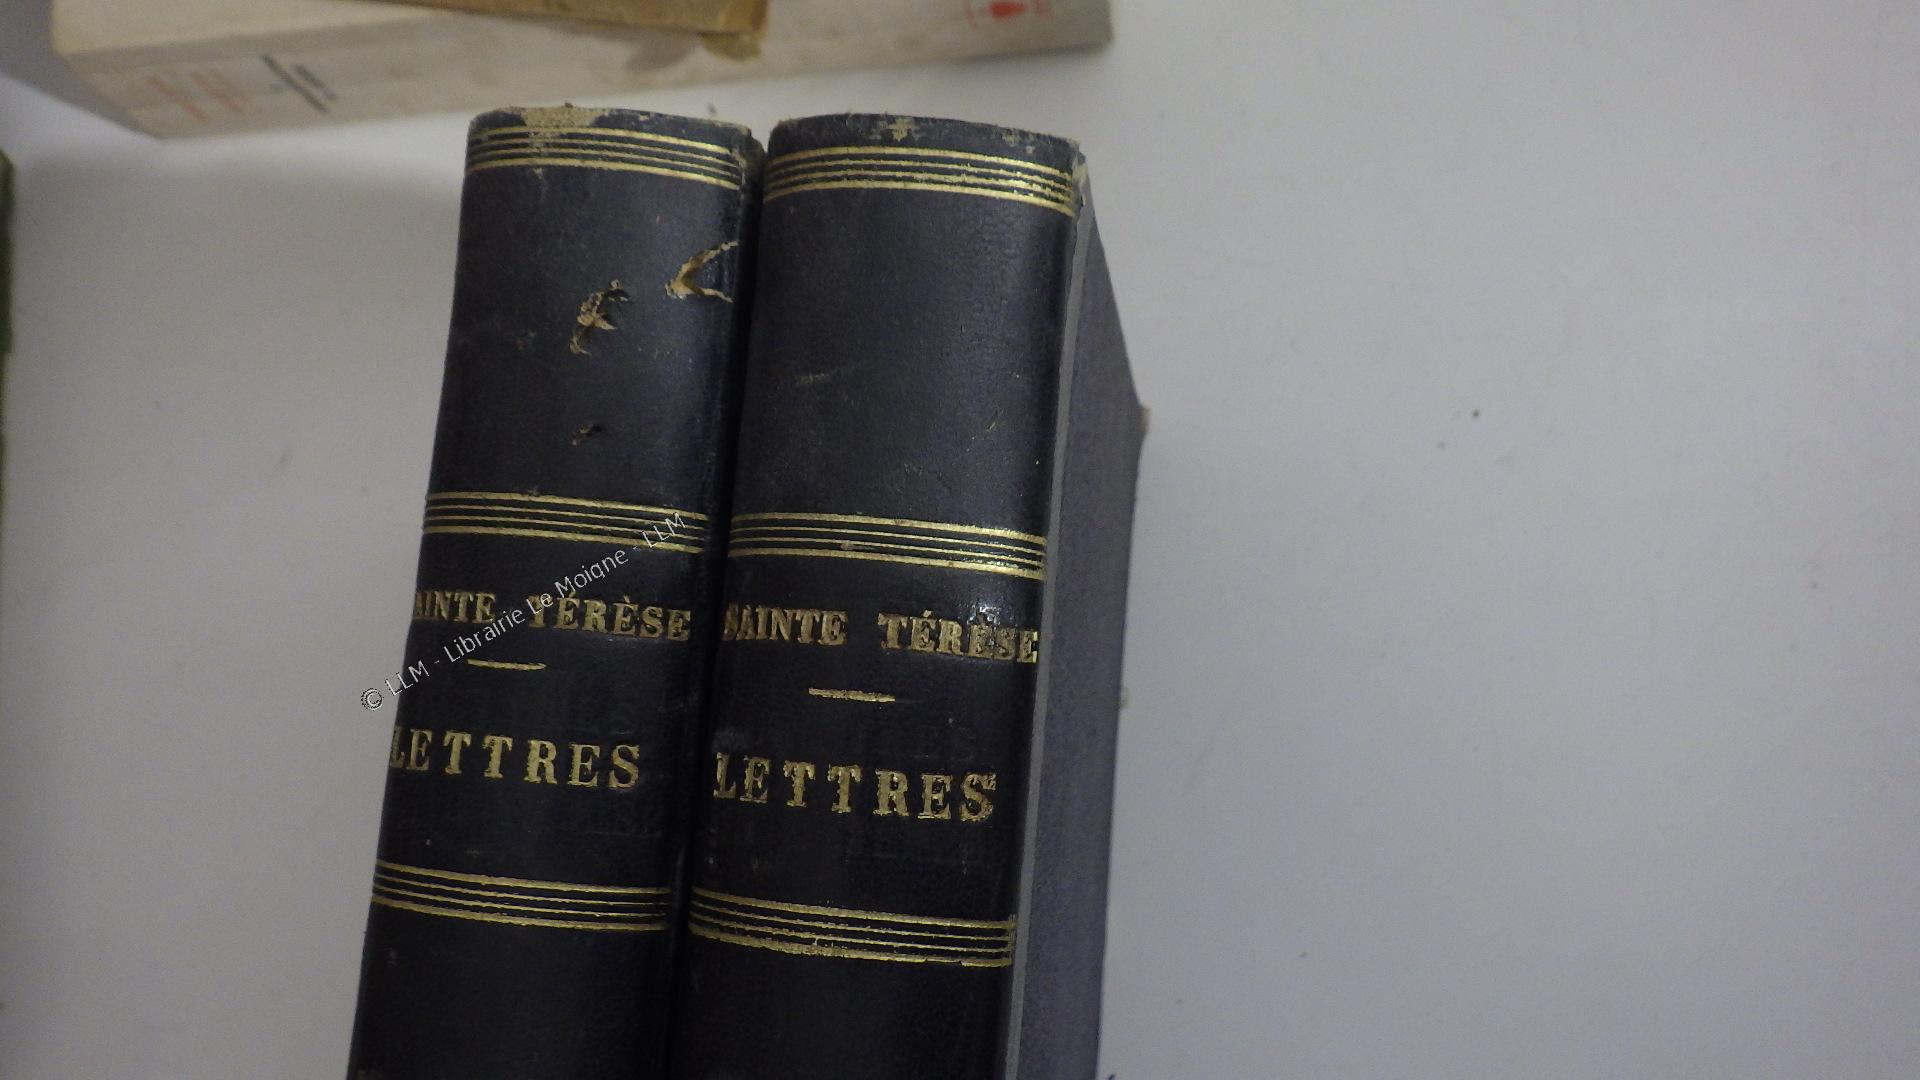 SAINTE TÉRÈSE
LETTRES
SAINTE TÉRÈSE
LETTRES
© LLM - Librairie Le Moigne - LLM